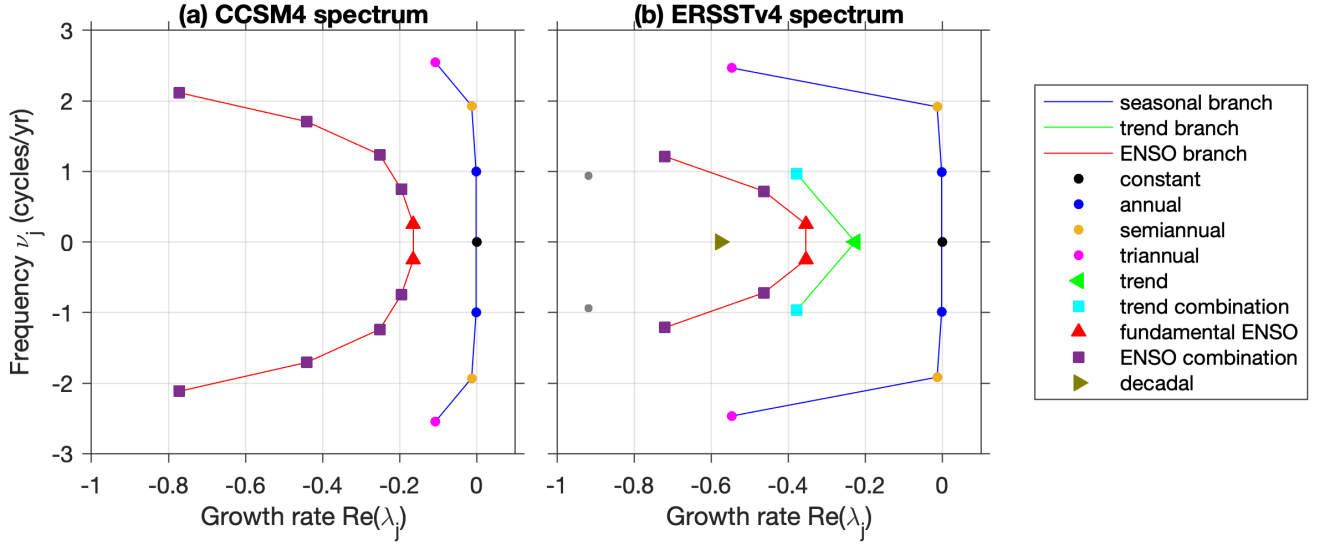 (a) CCSM4 spectrum
(b) ERSSTv4 spectrum
Frequency ν_j (cycles/yr)
3
2
1
0
-1
-2
-3
-1 -0.8 -0.6 -0.4 -0.2 0
-1 -0.8 -0.6 -0.4 -0.2 0
Growth rate Re(λ_j)
Growth rate Re(λ_j)
seasonal branch
trend branch
ENSO branch
constant
annual
semiannual
triannual
trend
trend combination
fundamental ENSO
ENSO combination
decadal